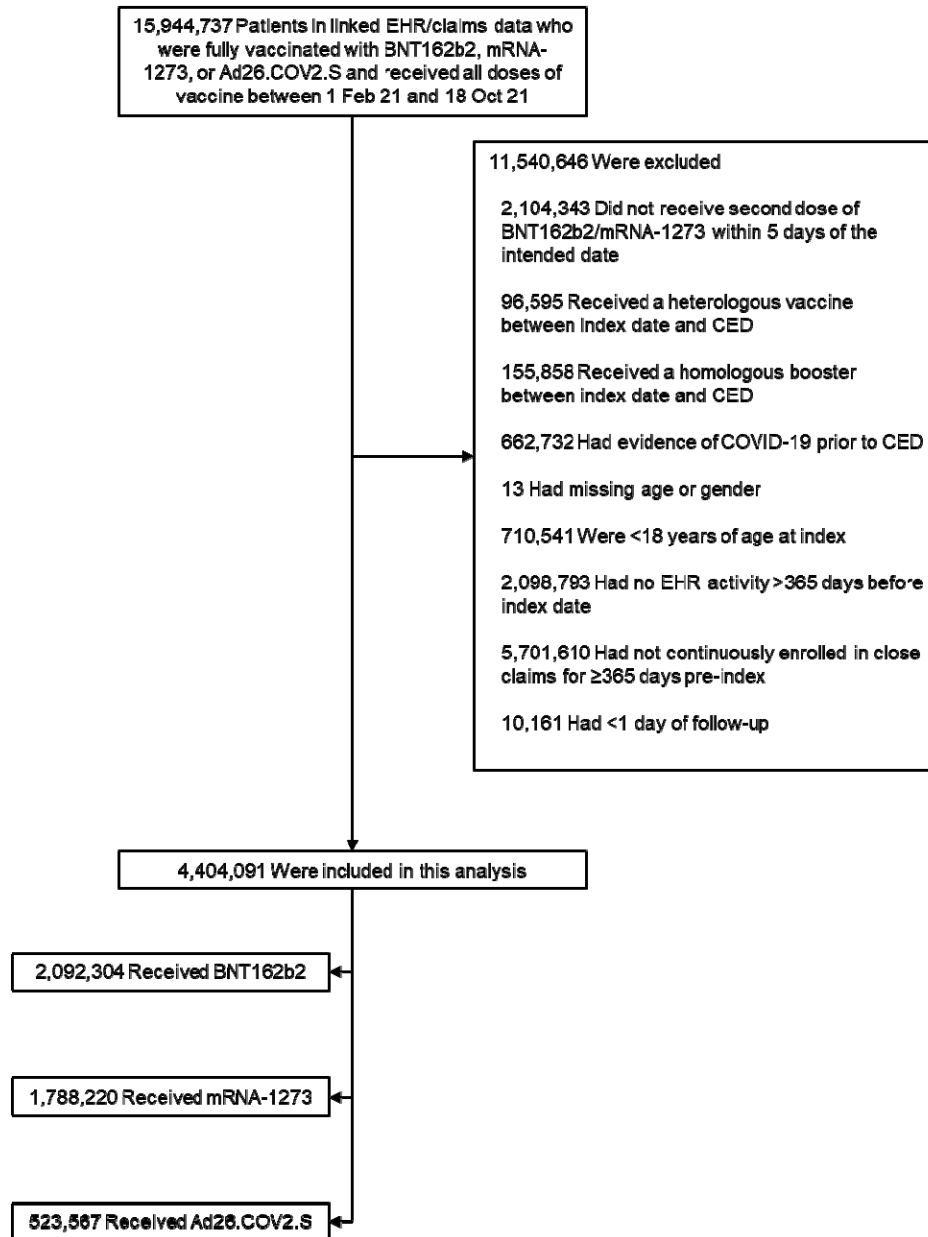 15,944,737 Patients in linked EHR/claims data who
were fully vaccinated with BNT162b2, mRNA-
1273, or Ad26.COV2.S and received all doses of
vaccine between 1 Feb 21 and 18 Oct 21
11,540,646 Were excluded
2,104,343 Did not receive second dose of
BNT162b2/mRNA-1273 within 5 days of the
intended date
96,595 Received a heterologous vaccine
between index date and CED
155,858 Received a homologous booster
between index date and CED
662,732 Had evidence of COVID-19 prior to CED
13 Had missing age or gender
710,541 Were <18 years of age at index
2,098,793 Had no EHR activity >365 days before
index date
5,701,610 Had not continuously enrolled in close
claims for ≥365 days pre-index
10,161 Had <1 day of follow-up
4,404,091 Were included in this analysis
2,092,304 Received BNT162b2
1,788,220 Received mRNA-1273
523,567 Received Ad26.COV2.S